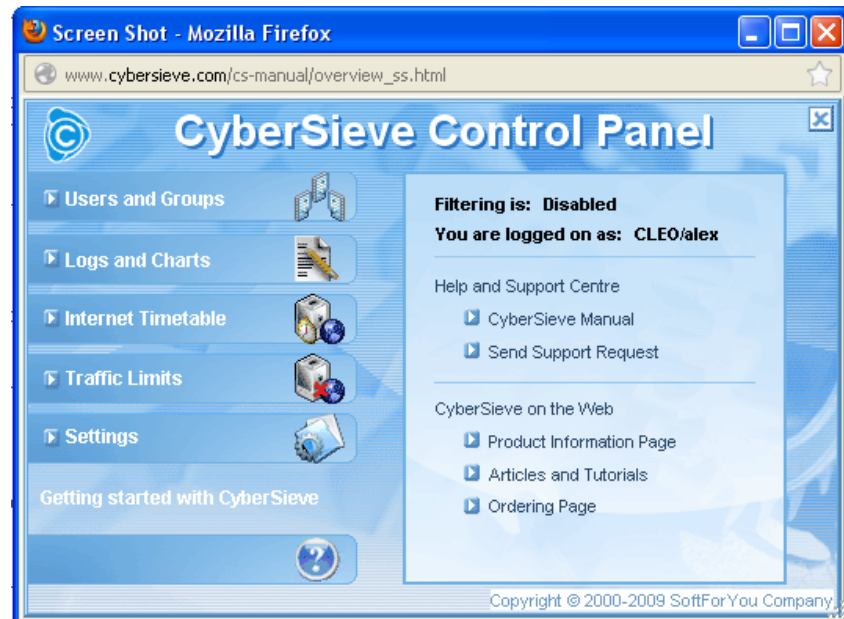 Screen Shot - Mozilla Firefox
www.cybersieve.com/cs-manual/overview_ss.html
CyberSieve Control Panel
Users and Groups
Logs and Charts
Internet Timetable
Traffic Limits
Settings
Getting started with CyberSieve
Filtering is: Disabled
You are logged on as: CLEO/alex
Help and Support Centre
CyberSieve Manual
Send Support Request
CyberSieve on the Web
Product Information Page
Articles and Tutorials
Ordering Page
Copyright © 2000-2009 SoftForYou Company